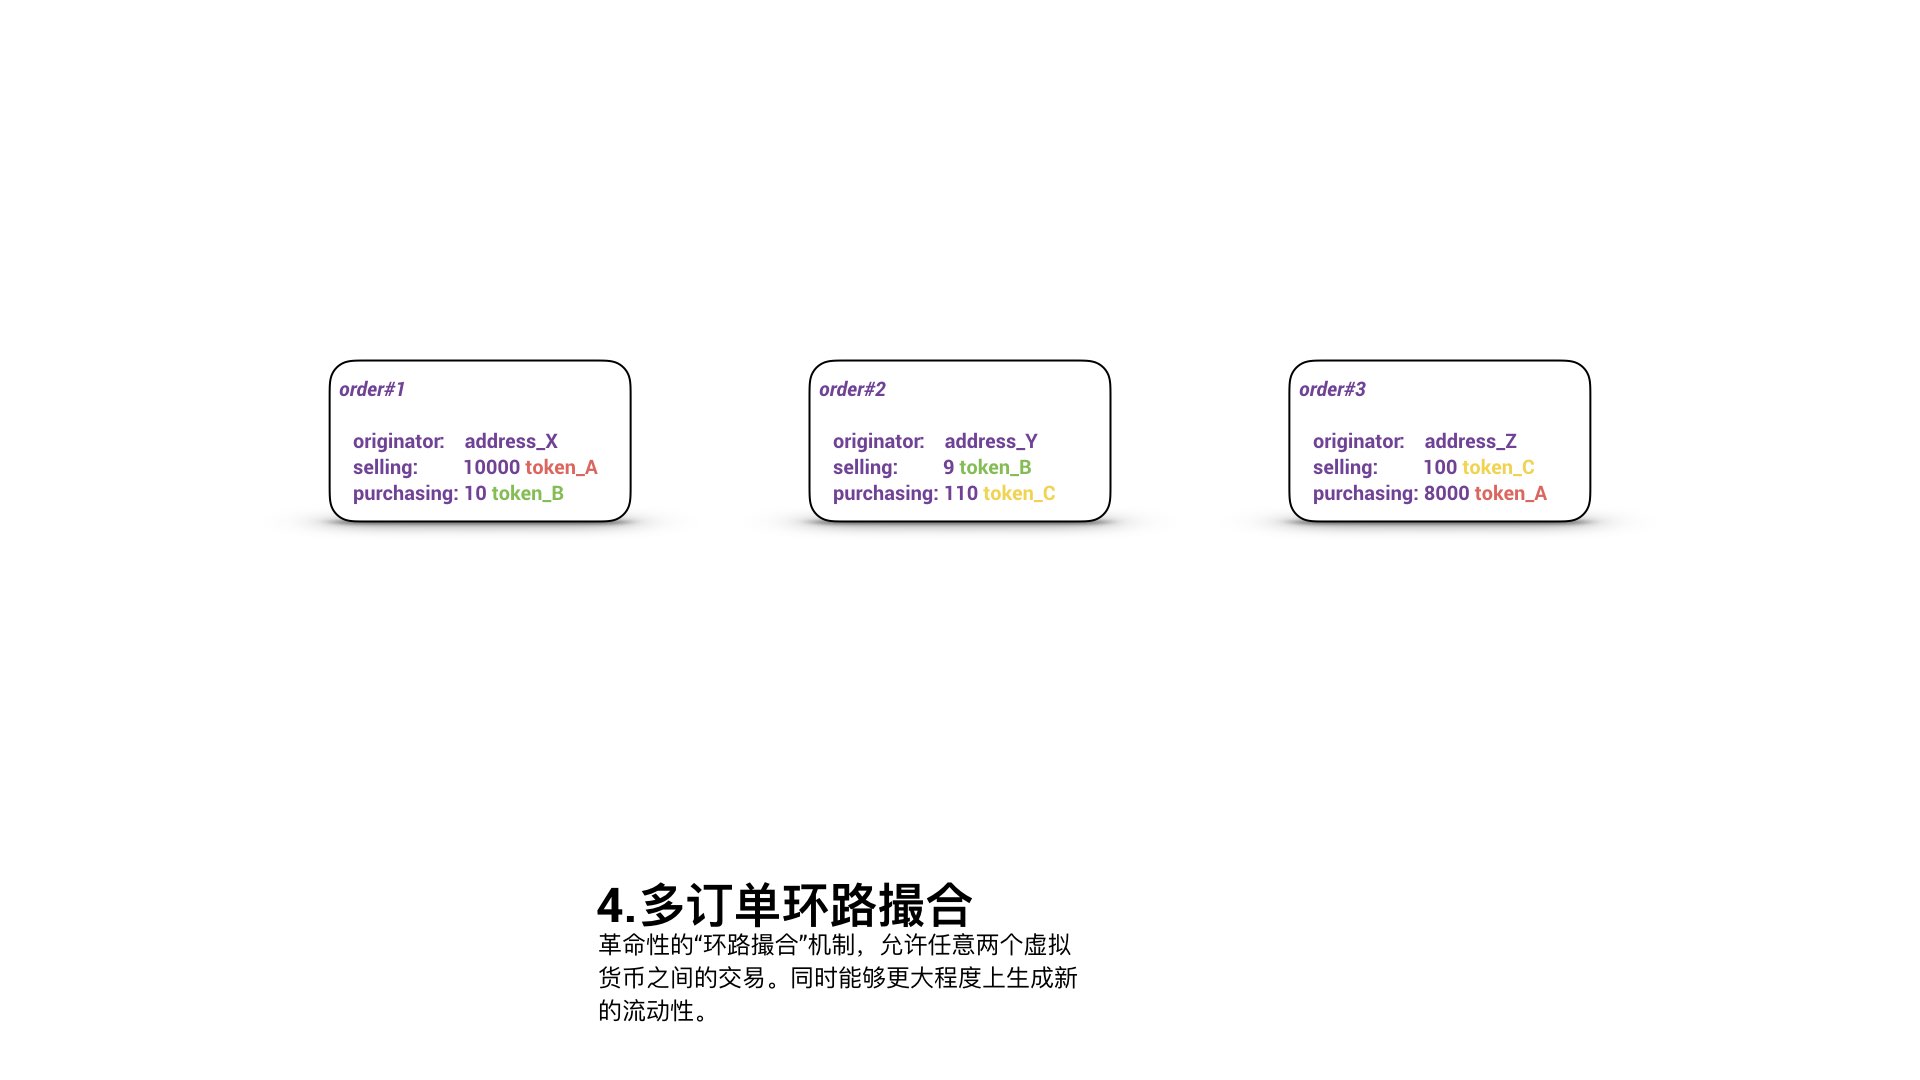 order#1
originator: address_X
selling: 10000 token_A
purchasing: 10 token_B
order#2
originator: address_Y
selling: 9 token_B
purchasing: 110 token_C
order#3
originator: address_Z
selling: 100 token_C
purchasing: 8000 token_A
4.多订单环路撮合
革命性的“环路撮合”机制，允许任意两个虚拟
货币之间的交易。同时能够更大程度上生成新
的流动性。